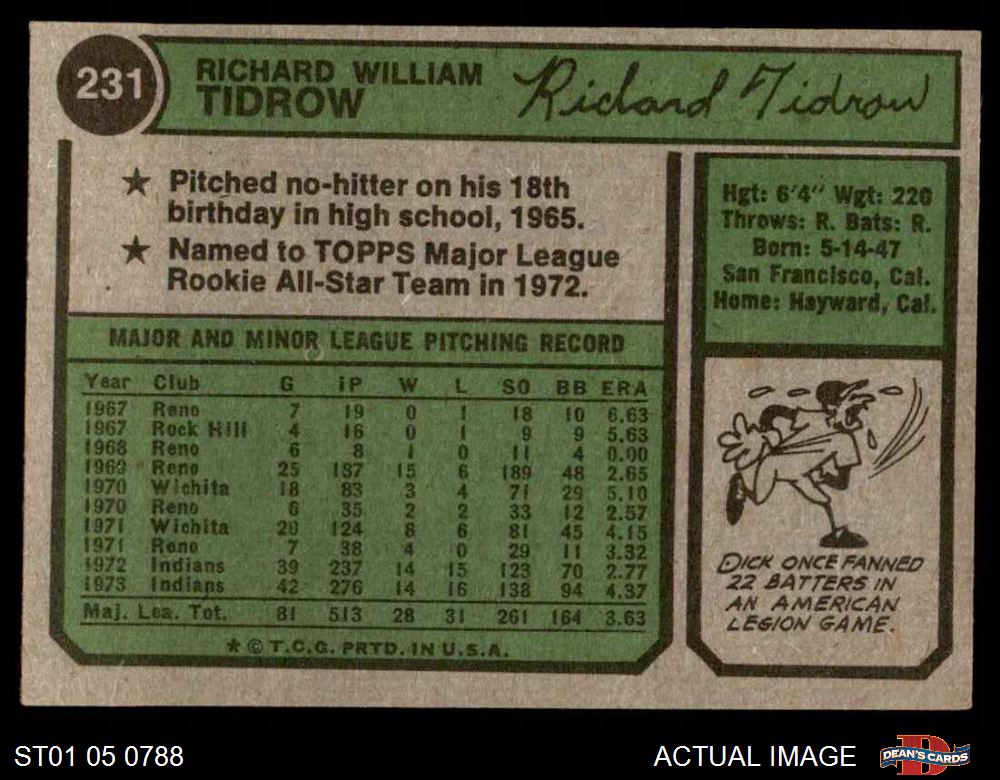 231
RICHARD WILLIAM
TIDROW
Richard Tidrow
★ Pitched no-hitter on his 18th
birthday in high school, 1965.
★ Named to TOPPS Major League
Rookie All-Star Team in 1972.
Hgt: 6'4" Wgt: 220
Throws: R. Bats: R.
Born: 5-14-47
San Francisco, Cal.
Home: Hayward, Cal.
MAJOR AND MINOR LEAGUE PITCHING RECORD
Year Club G IP W L SO BB ERA
1967 Reno 7 19 0 1 18 10 6.63
1967 Rock Hill 4 16 0 1 9 9 5.63
1968 Reno 6 8 1 0 11 4 0.00
1969 Reno 25 187 15 6 189 48 2.65
1970 Wichita 18 83 3 4 71 29 5.10
1970 Reno 6 35 2 2 33 12 2.57
1971 Wichita 20 124 8 6 81 45 4.15
1971 Reno 7 38 4 0 29 11 3.32
1972 Indians 39 237 14 15 123 70 2.77
1973 Indians 42 276 14 16 138 94 4.37
Maj. Lea. Tot. 81 513 28 31 261 164 3.63
* © T.C.G. PRTD. IN U.S.A.
DICK ONCE FANNED
22 BATTERS IN
AN AMERICAN
LEGION GAME.
ST01 05 0788
ACTUAL IMAGE
D
DEAN'S CARDS